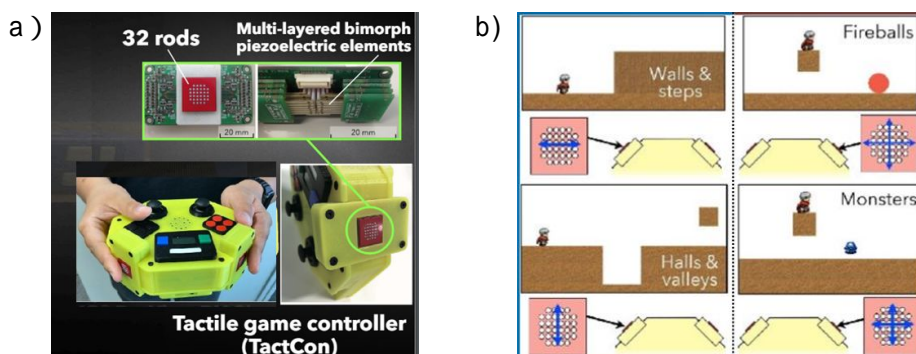 a )
32 rods
Multi-layered bimorph
piezoelectric elements
20 mm
20 mm
Tactile game controller
(TactCon)
b)
Walls &
steps
Fireballs
Halls &
valleys
Monsters